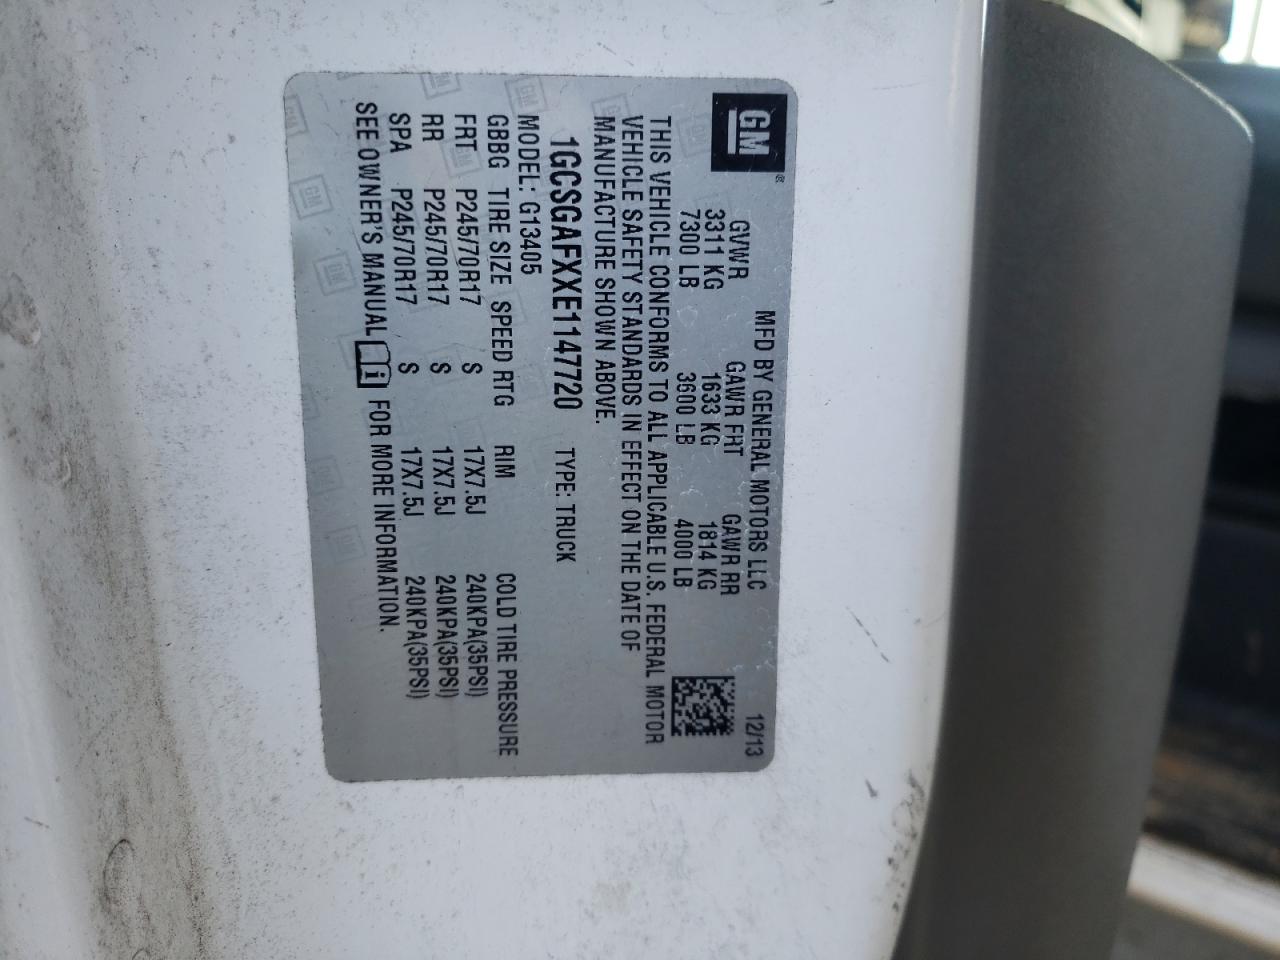 GM ®
MFD BY GENERAL MOTORS LLC 12/13
GVWR GAWR FRT GAWR RR
3311 KG 1633 KG 1814 KG
7300 LB 3600 LB 4000 LB
THIS VEHICLE CONFORMS TO ALL APPLICABLE U.S. FEDERAL MOTOR
VEHICLE SAFETY STANDARDS IN EFFECT ON THE DATE OF
MANUFACTURE SHOWN ABOVE.
1GCSGAFXXE1147720 TYPE: TRUCK
MODEL: G13405
GBBG TIRE SIZE SPEED RTG RIM COLD TIRE PRESSURE
FRT P245/70R17 S 17X7.5J 240KPA(35PSI)
RR P245/70R17 S 17X7.5J 240KPA(35PSI)
SPA P245/70R17 S 17X7.5J 240KPA(35PSI)
SEE OWNER'S MANUAL i FOR MORE INFORMATION.